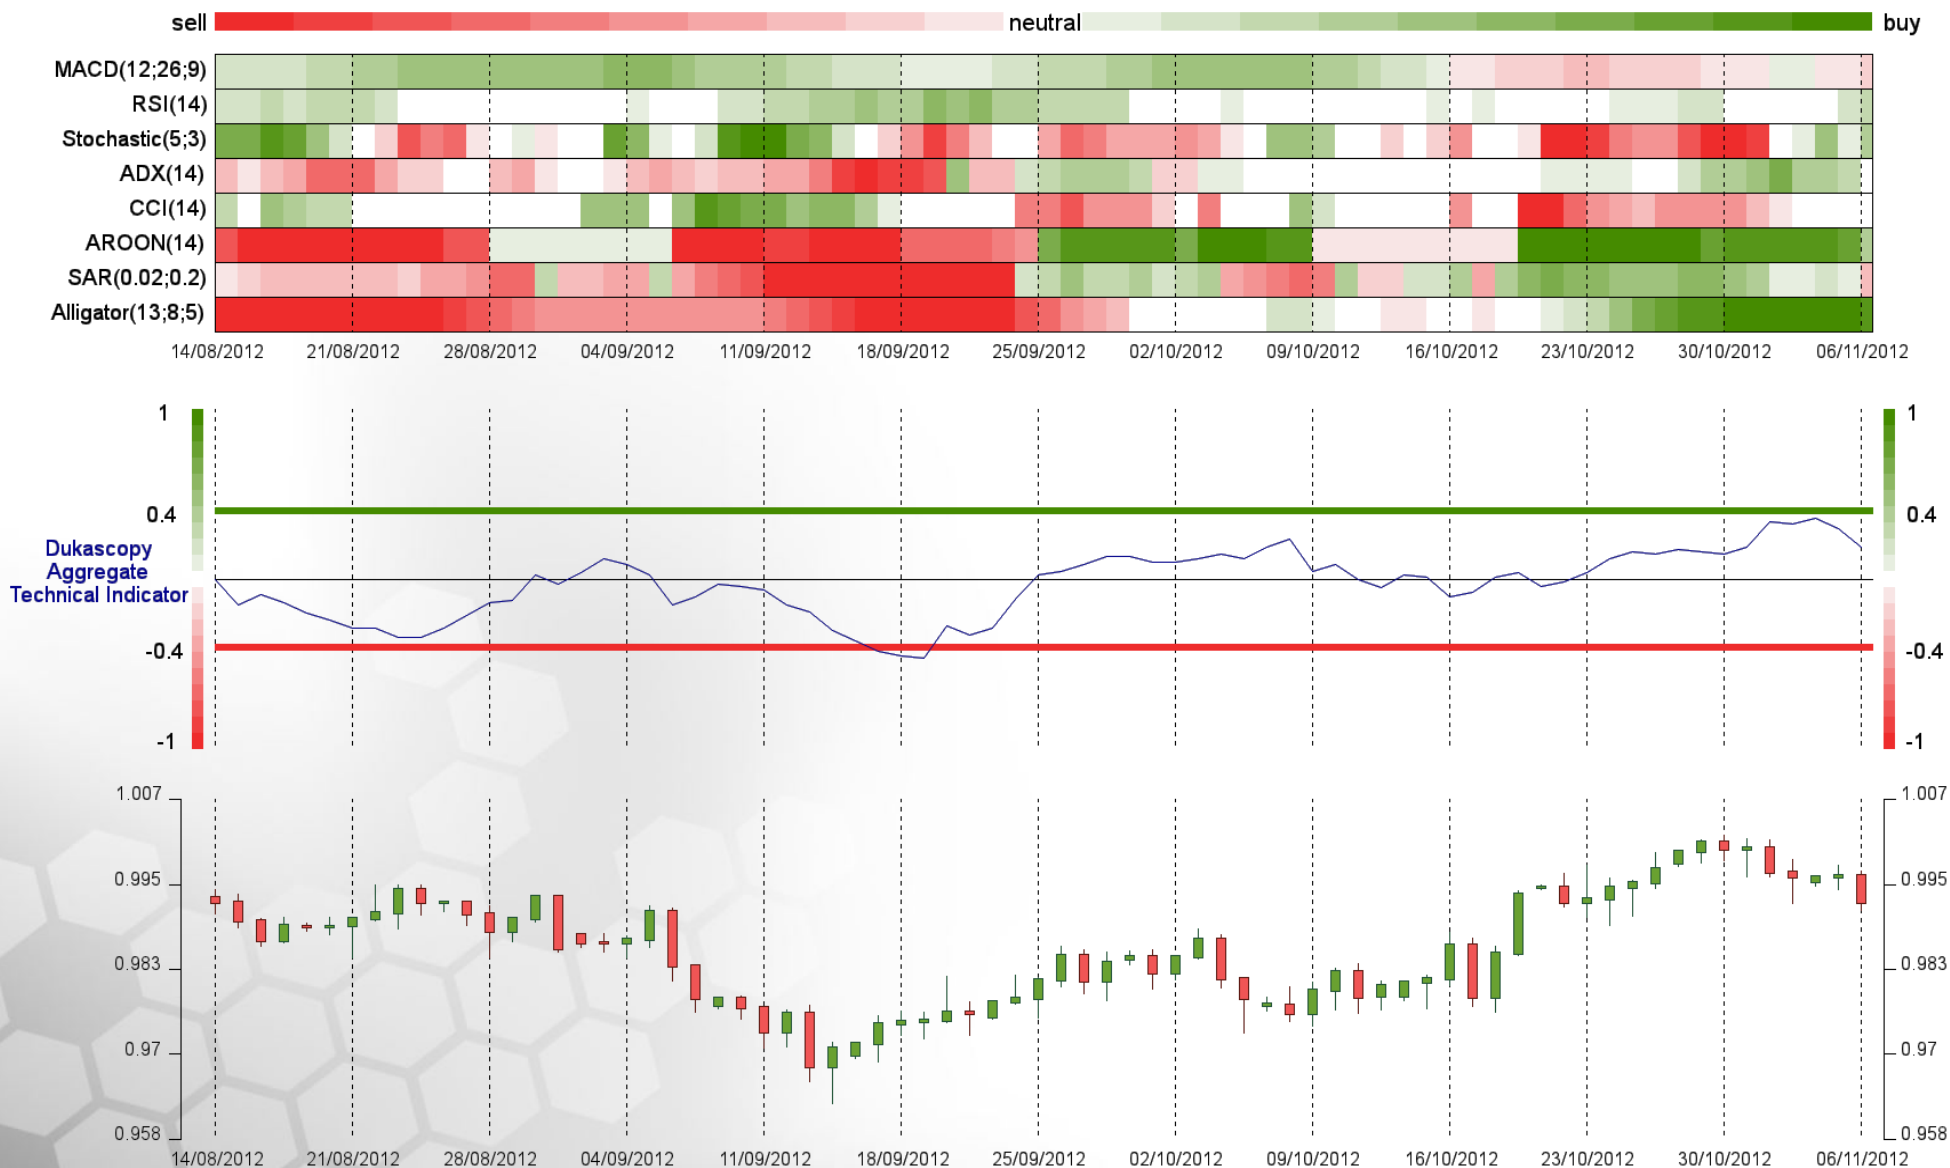 sell neutral buy
MACD(12;26;9)
RSI(14)
Stochastic(5;3)
ADX(14)
CCI(14)
AROON(14)
SAR(0.02;0.2)
Alligator(13;8;5)
14/08/2012 21/08/2012 28/08/2012 04/09/2012 11/09/2012 18/09/2012 25/09/2012 02/10/2012 09/10/2012 16/10/2012 23/10/2012 30/10/2012 06/11/2012
1 1
0.4 0.4
Dukascopy
Aggregate
Technical Indicator
-0.4 -0.4
-1 -1
1.007 1.007
0.995 0.995
0.983 0.983
0.97 0.97
0.958 0.958
14/08/2012 21/08/2012 28/08/2012 04/09/2012 11/09/2012 18/09/2012 25/09/2012 02/10/2012 09/10/2012 16/10/2012 23/10/2012 30/10/2012 06/11/2012